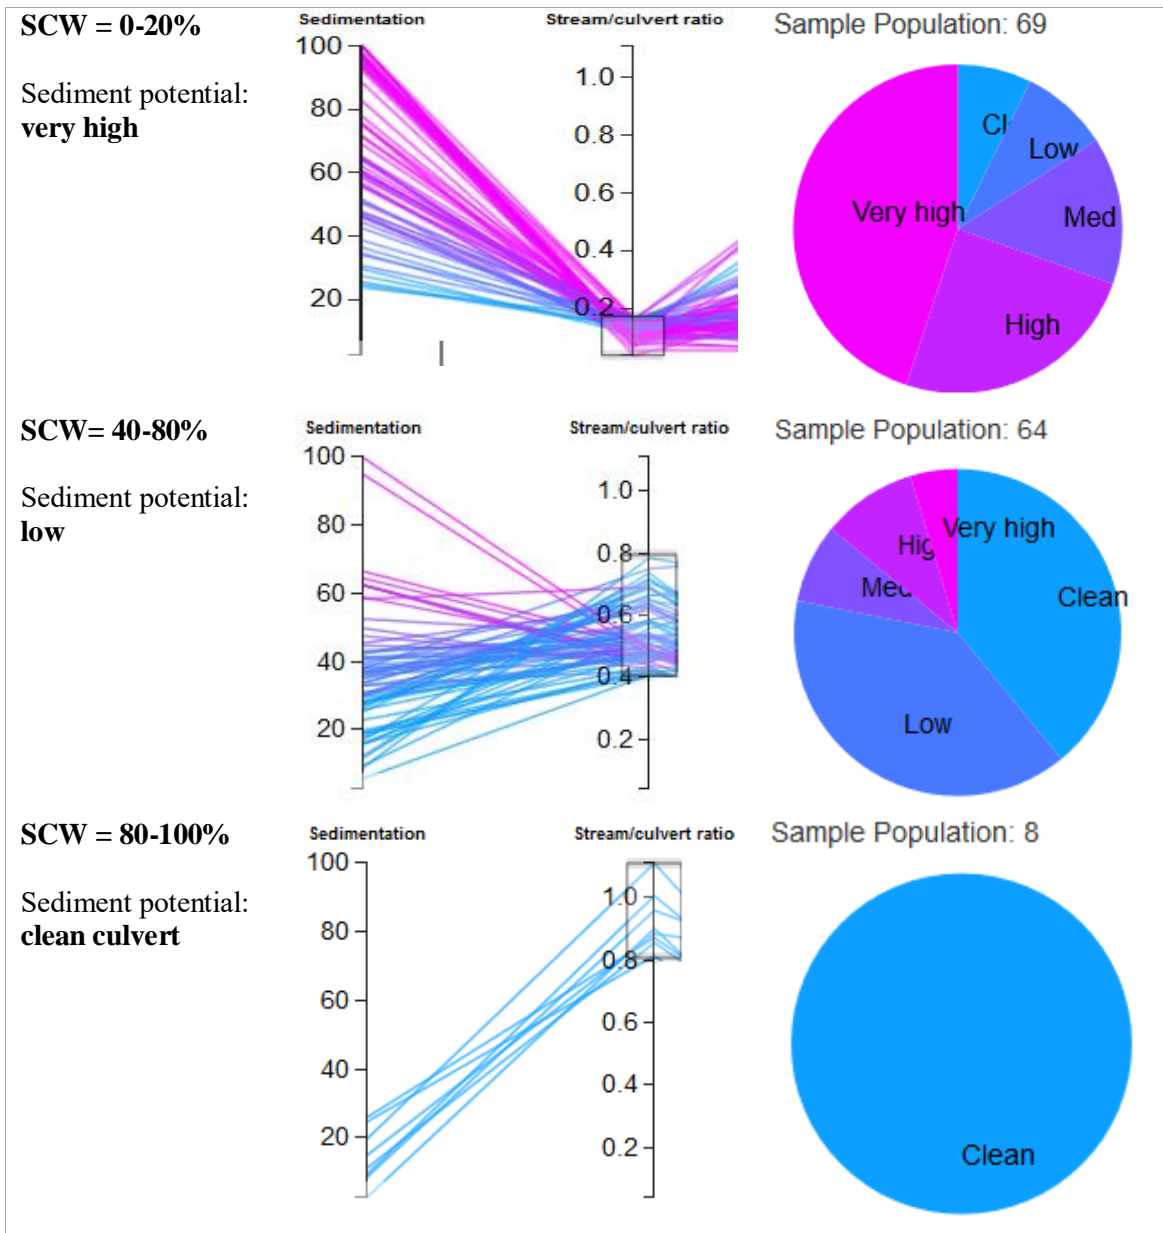 SCW = 0-20%
Sediment potential:
very high
Sedimentation
Stream/culvert ratio
100
80
60
40
20
1.0
0.8
0.6
0.4
0.2
Sample Population: 69
Cl
Low
Med
High
Very high
SCW= 40-80%
Sediment potential:
low
Sedimentation
Stream/culvert ratio
100
80
60
40
20
1.0
0.8
0.6
0.4
0.2
Sample Population: 64
Very high
Hig
Med
Clean
Low
SCW = 80-100%
Sediment potential:
clean culvert
Sedimentation
Stream/culvert ratio
100
80
60
40
20
1.0
0.8
0.6
0.4
0.2
Sample Population: 8
Clean